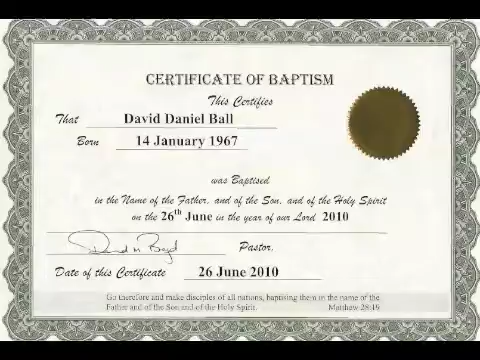 CERTIFICATE OF BAPTISM
This Certifies
That David Daniel Ball
Born 14 January 1967
was Baptised
in the Name of the Father, and of the Son, and of the Holy Spirit
on the 26th June in the year of our Lord 2010
Pastor,
Date of this Certificate 26 June 2010
Go therefore and make disciples of all nations, baptising them in the name of the
Father and of the Son and of the Holy Spirit. Matthew 28:19